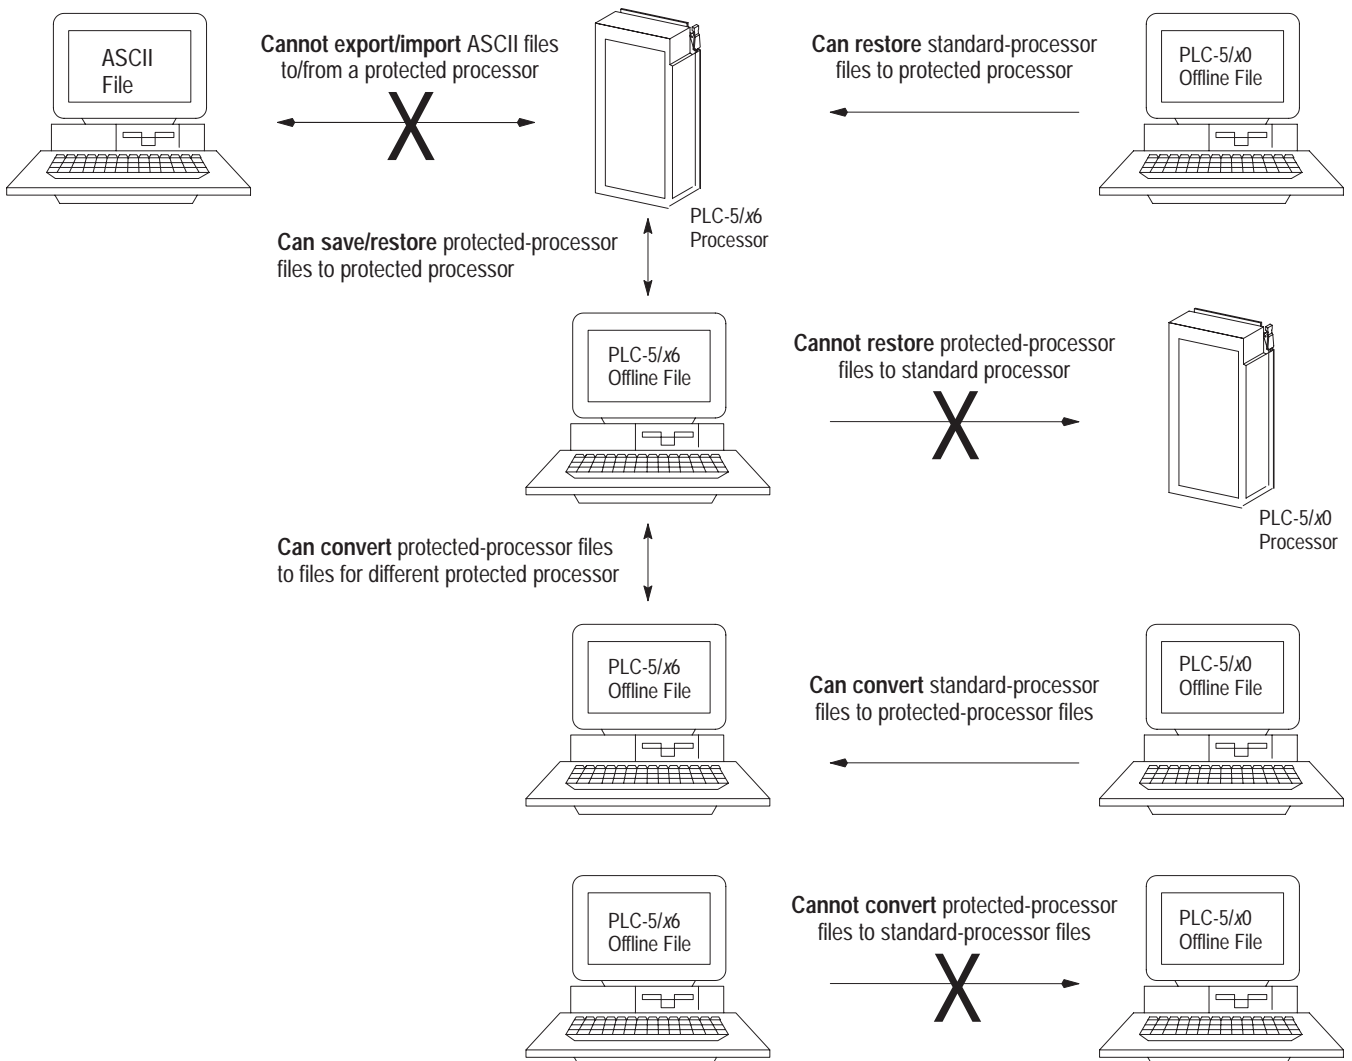 ASCII
File
Cannot export/import ASCII files
to/from a protected processor
Can restore standard-processor
files to protected processor
PLC-5/x0
Offline File
PLC-5/x6
Processor
Can save/restore protected-processor
files to protected processor
PLC-5/x6
Offline File
Cannot restore protected-processor
files to standard processor
PLC-5/x0
Processor
Can convert protected-processor files
to files for different protected processor
PLC-5/x6
Offline File
Can convert standard-processor
files to protected-processor files
PLC-5/x0
Offline File
PLC-5/x6
Offline File
Cannot convert protected-processor
files to standard-processor files
PLC-5/x0
Offline File